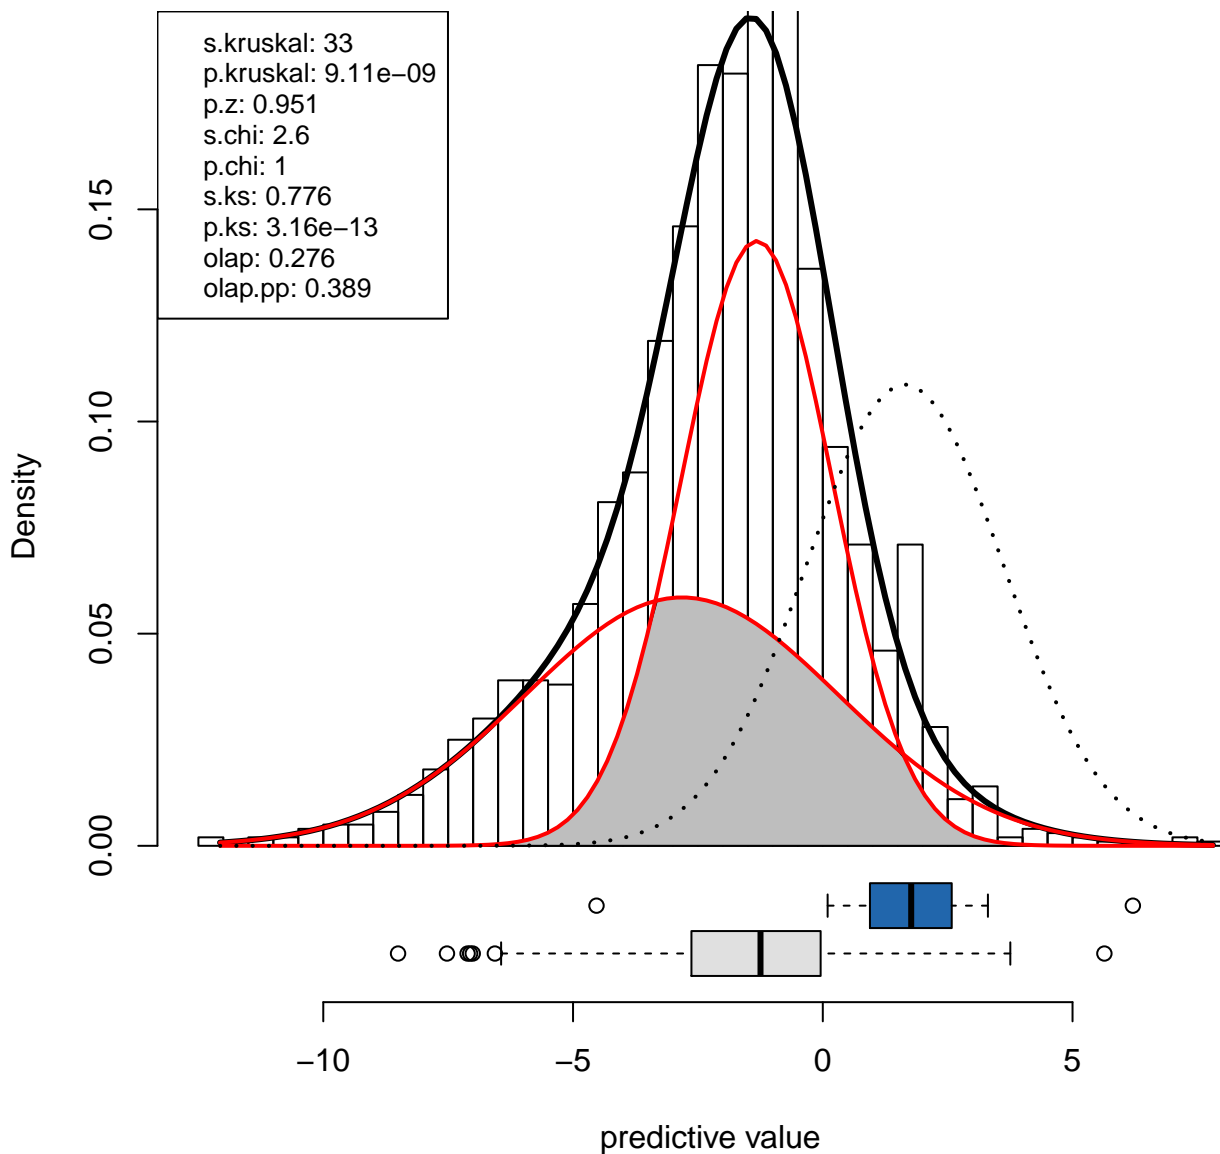 s.kruskal: 33
p.kruskal: 9.11e−09
p.z: 0.951
s.chi: 2.6
p.chi: 1
s.ks: 0.776
p.ks: 3.16e−13
olap: 0.276
olap.pp: 0.389
Density
0.15
0.10
0.05
0.00
−10 −5 0 5
predictive value